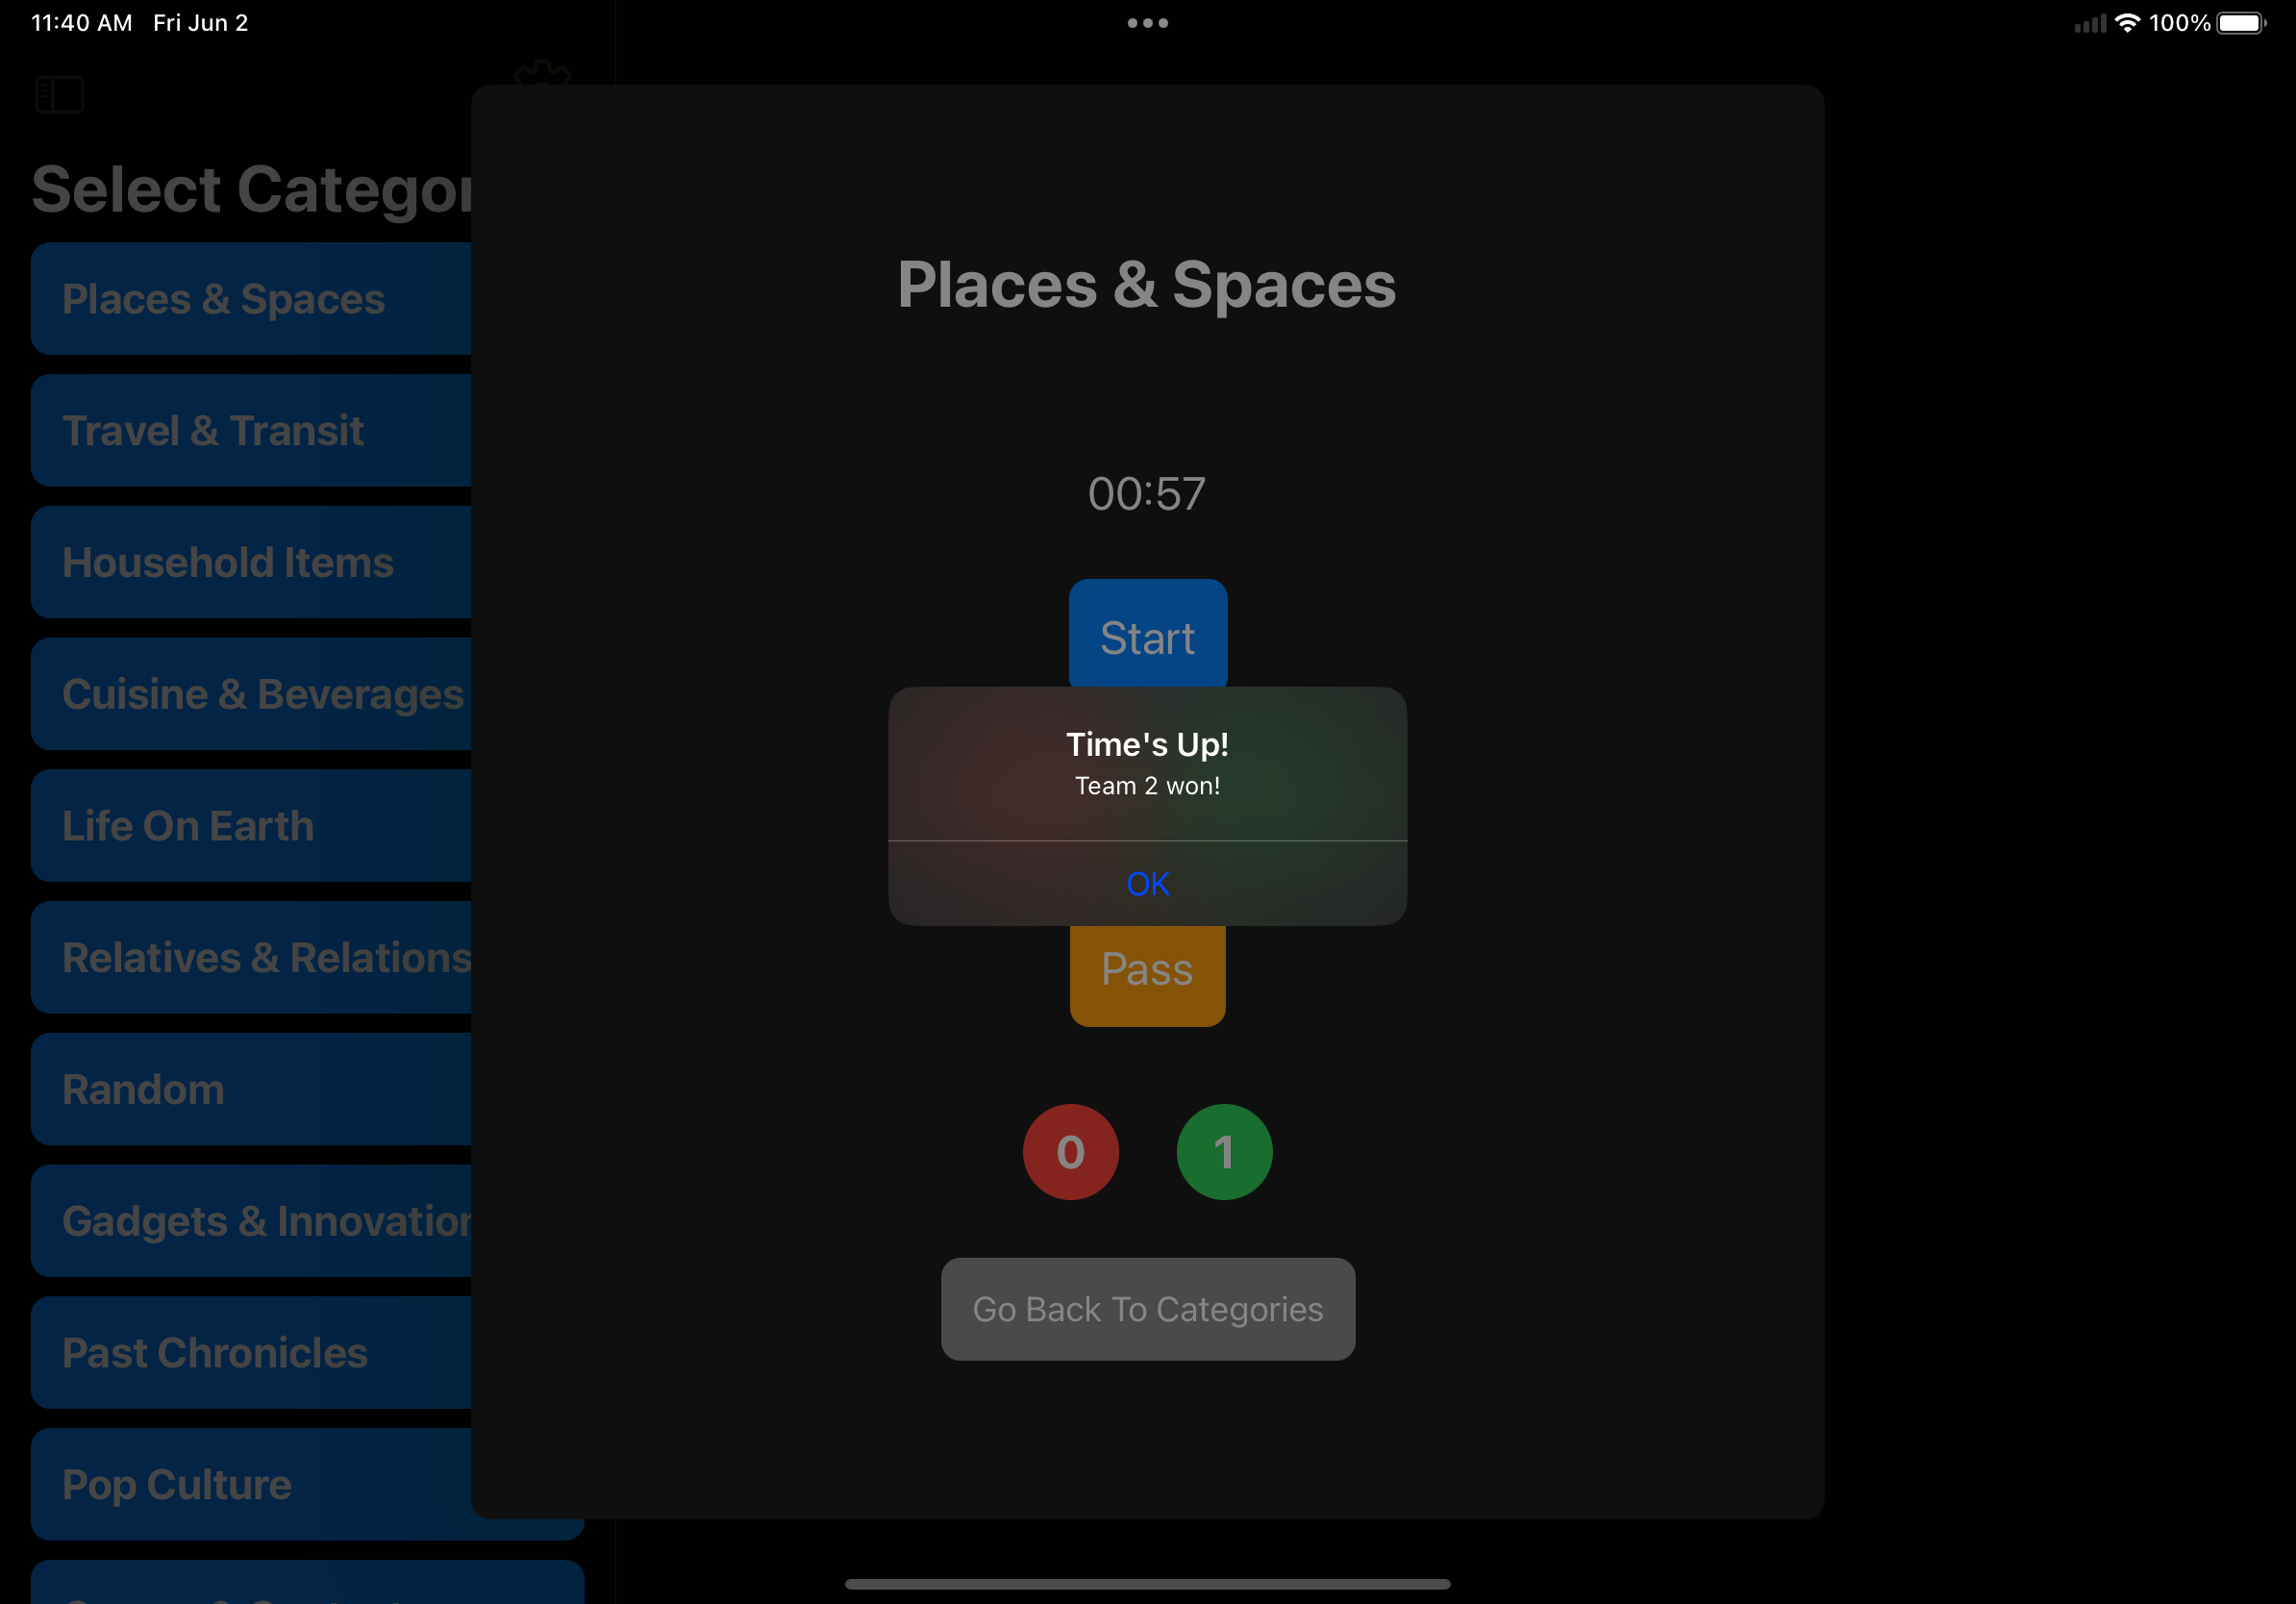 11:40 AM Fri Jun 2
100%
Select Categor
Places & Spaces
Travel & Transit
Household Items
Cuisine & Beverages
Life On Earth
Relatives & Relations
Random
Gadgets & Innovation
Past Chronicles
Pop Culture
Places & Spaces
00:57
Start
Time's Up!
Team 2 won!
OK
Pass
0 1
Go Back To Categories